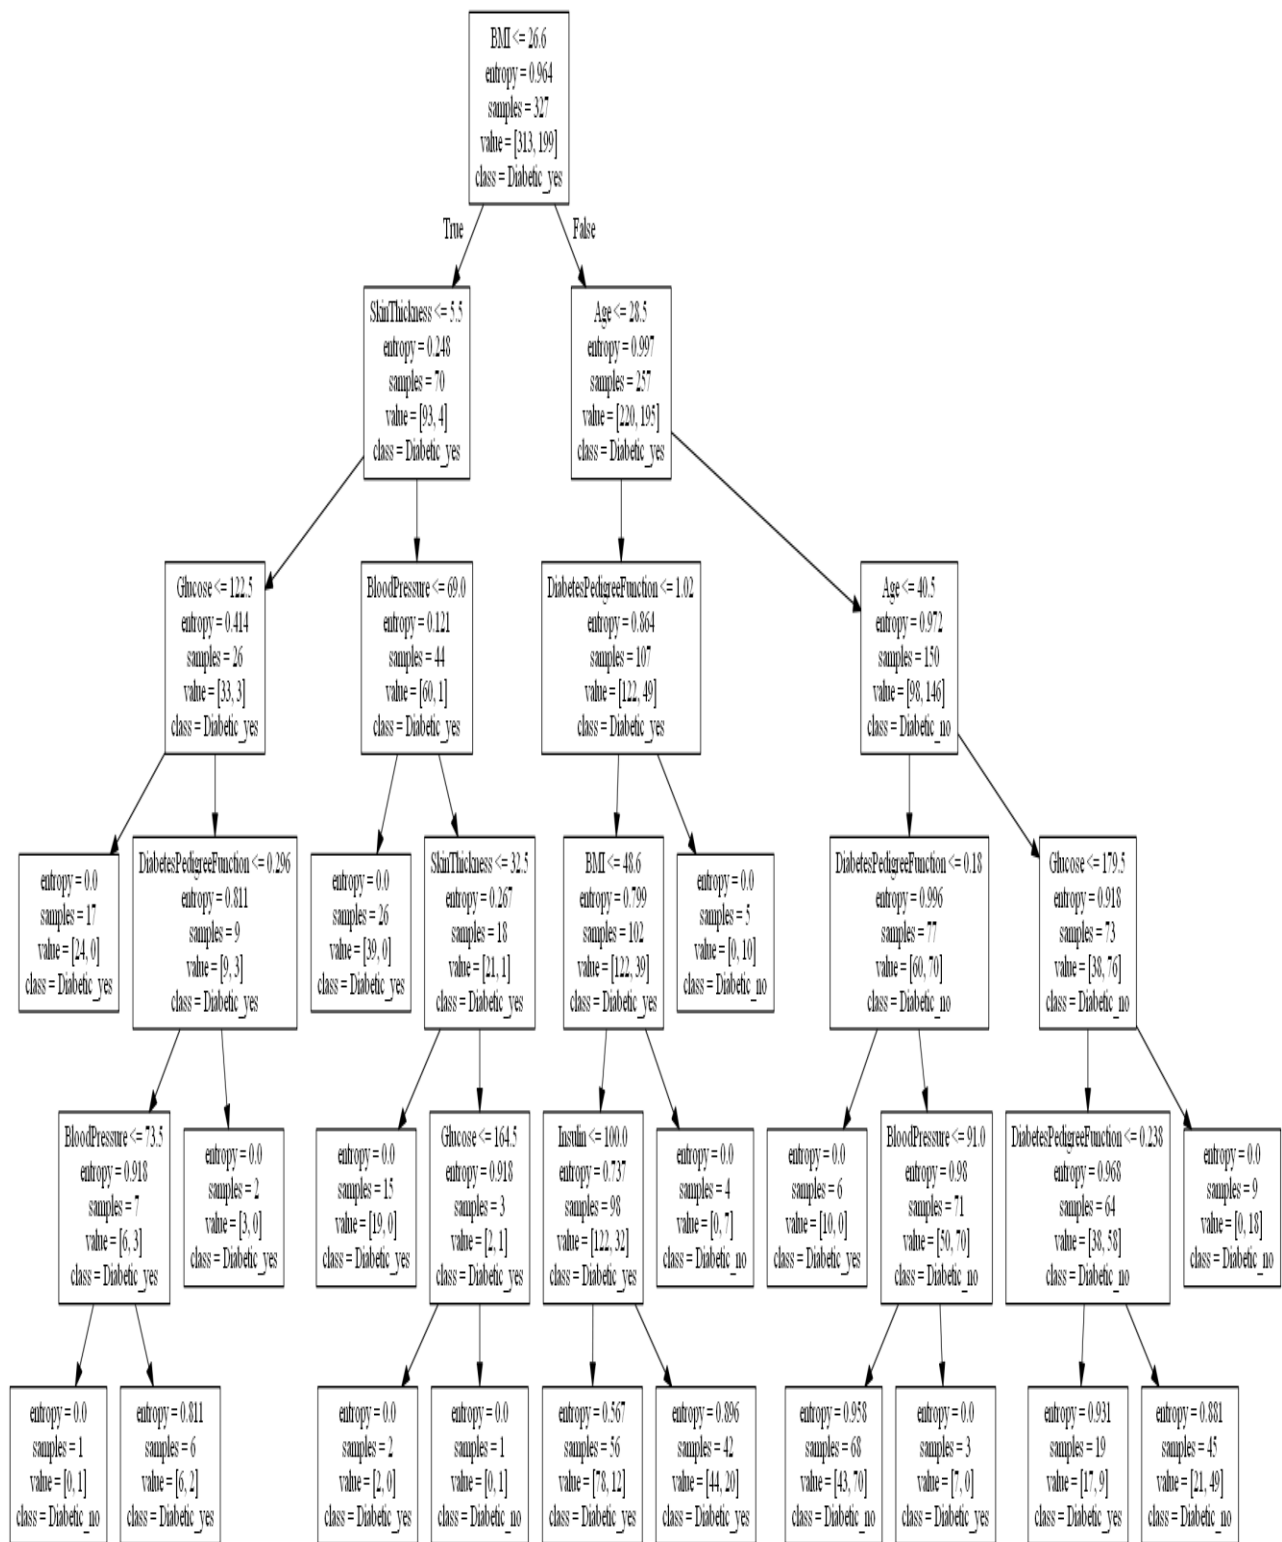 BMI <= 26.6
entropy = 0.964
samples = 327
value = [313, 199]
class = Diabetic_yes
True
False
SkinThickness <= 5.5
entropy = 0.248
samples = 70
value = [93, 4]
class = Diabetic_yes
Age <= 28.5
entropy = 0.997
samples = 257
value = [220, 195]
class = Diabetic_yes
Glucose <= 122.5
entropy = 0.414
samples = 26
value = [33, 3]
class = Diabetic_yes
BloodPressure <= 69.0
entropy = 0.121
samples = 44
value = [60, 1]
class = Diabetic_yes
DiabetesPedigreeFunction <= 1.02
entropy = 0.864
samples = 107
value = [122, 49]
class = Diabetic_yes
Age <= 40.5
entropy = 0.972
samples = 150
value = [98, 146]
class = Diabetic_no
entropy = 0.0
samples = 17
value = [24, 0]
class = Diabetic_yes
DiabetesPedigreeFunction <= 0.296
entropy = 0.811
samples = 9
value = [9, 3]
class = Diabetic_yes
entropy = 0.0
samples = 26
value = [39, 0]
class = Diabetic_yes
SkinThickness <= 32.5
entropy = 0.267
samples = 18
value = [21, 1]
class = Diabetic_yes
BMI <= 48.6
entropy = 0.799
samples = 102
value = [122, 39]
class = Diabetic_yes
entropy = 0.0
samples = 5
value = [0, 10]
class = Diabetic_no
DiabetesPedigreeFunction <= 0.18
entropy = 0.996
samples = 77
value = [60, 70]
class = Diabetic_no
Glucose <= 179.5
entropy = 0.918
samples = 73
value = [38, 76]
class = Diabetic_no
BloodPressure <= 73.5
entropy = 0.918
samples = 7
value = [6, 3]
class = Diabetic_yes
entropy = 0.0
samples = 2
value = [3, 0]
class = Diabetic_yes
entropy = 0.0
samples = 15
value = [19, 0]
class = Diabetic_yes
Glucose <= 164.5
entropy = 0.918
samples = 3
value = [2, 1]
class = Diabetic_yes
Insulin <= 100.0
entropy = 0.737
samples = 98
value = [122, 32]
class = Diabetic_yes
entropy = 0.0
samples = 4
value = [0, 7]
class = Diabetic_no
entropy = 0.0
samples = 6
value = [10, 0]
class = Diabetic_yes
BloodPressure <= 91.0
entropy = 0.98
samples = 71
value = [50, 70]
class = Diabetic_no
DiabetesPedigreeFunction <= 0.238
entropy = 0.968
samples = 64
value = [38, 58]
class = Diabetic_no
entropy = 0.0
samples = 9
value = [0, 18]
class = Diabetic_no
entropy = 0.0
samples = 1
value = [0, 1]
class = Diabetic_no
entropy = 0.811
samples = 6
value = [6, 2]
class = Diabetic_yes
entropy = 0.0
samples = 2
value = [2, 0]
class = Diabetic_yes
entropy = 0.0
samples = 1
value = [0, 1]
class = Diabetic_no
entropy = 0.567
samples = 56
value = [78, 12]
class = Diabetic_yes
entropy = 0.896
samples = 42
value = [44, 20]
class = Diabetic_yes
entropy = 0.958
samples = 68
value = [43, 70]
class = Diabetic_no
entropy = 0.0
samples = 3
value = [7, 0]
class = Diabetic_yes
entropy = 0.931
samples = 19
value = [17, 9]
class = Diabetic_yes
entropy = 0.881
samples = 45
value = [21, 49]
class = Diabetic_no